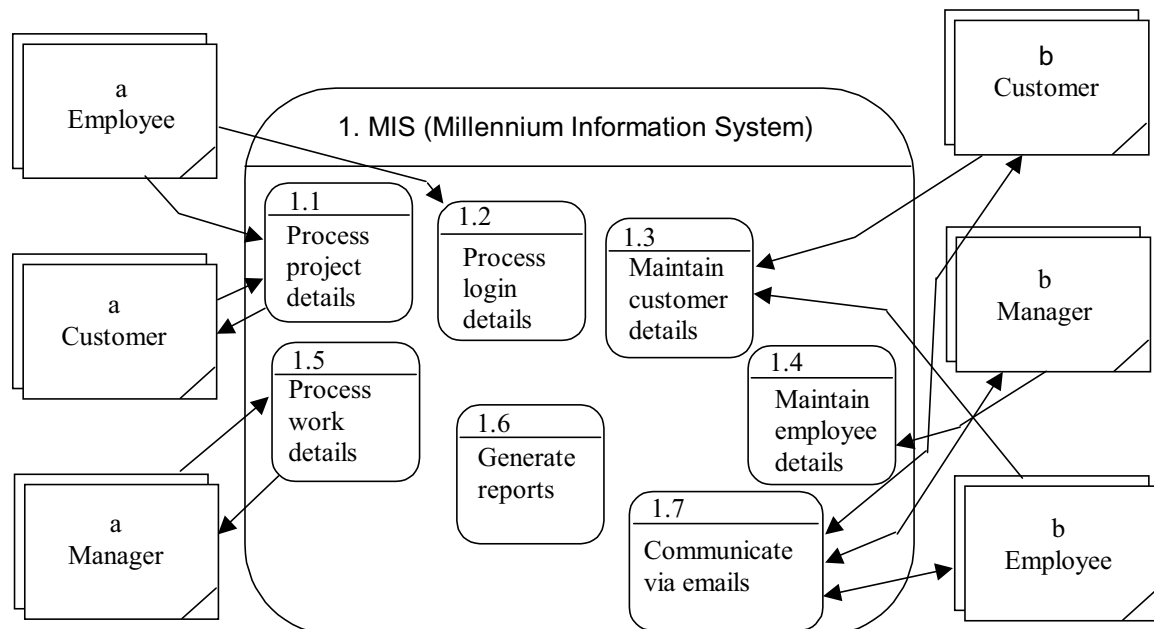 a
Employee
b
Customer
1. MIS (Millennium Information System)
1.1
Process
project
details
1.2
Process
login
details
1.3
Maintain
customer
details
a
Customer
b
Manager
1.5
Process
work
details
1.4
Maintain
employee
details
1.6
Generate
reports
a
Manager
1.7
Communicate
via emails
b
Employee